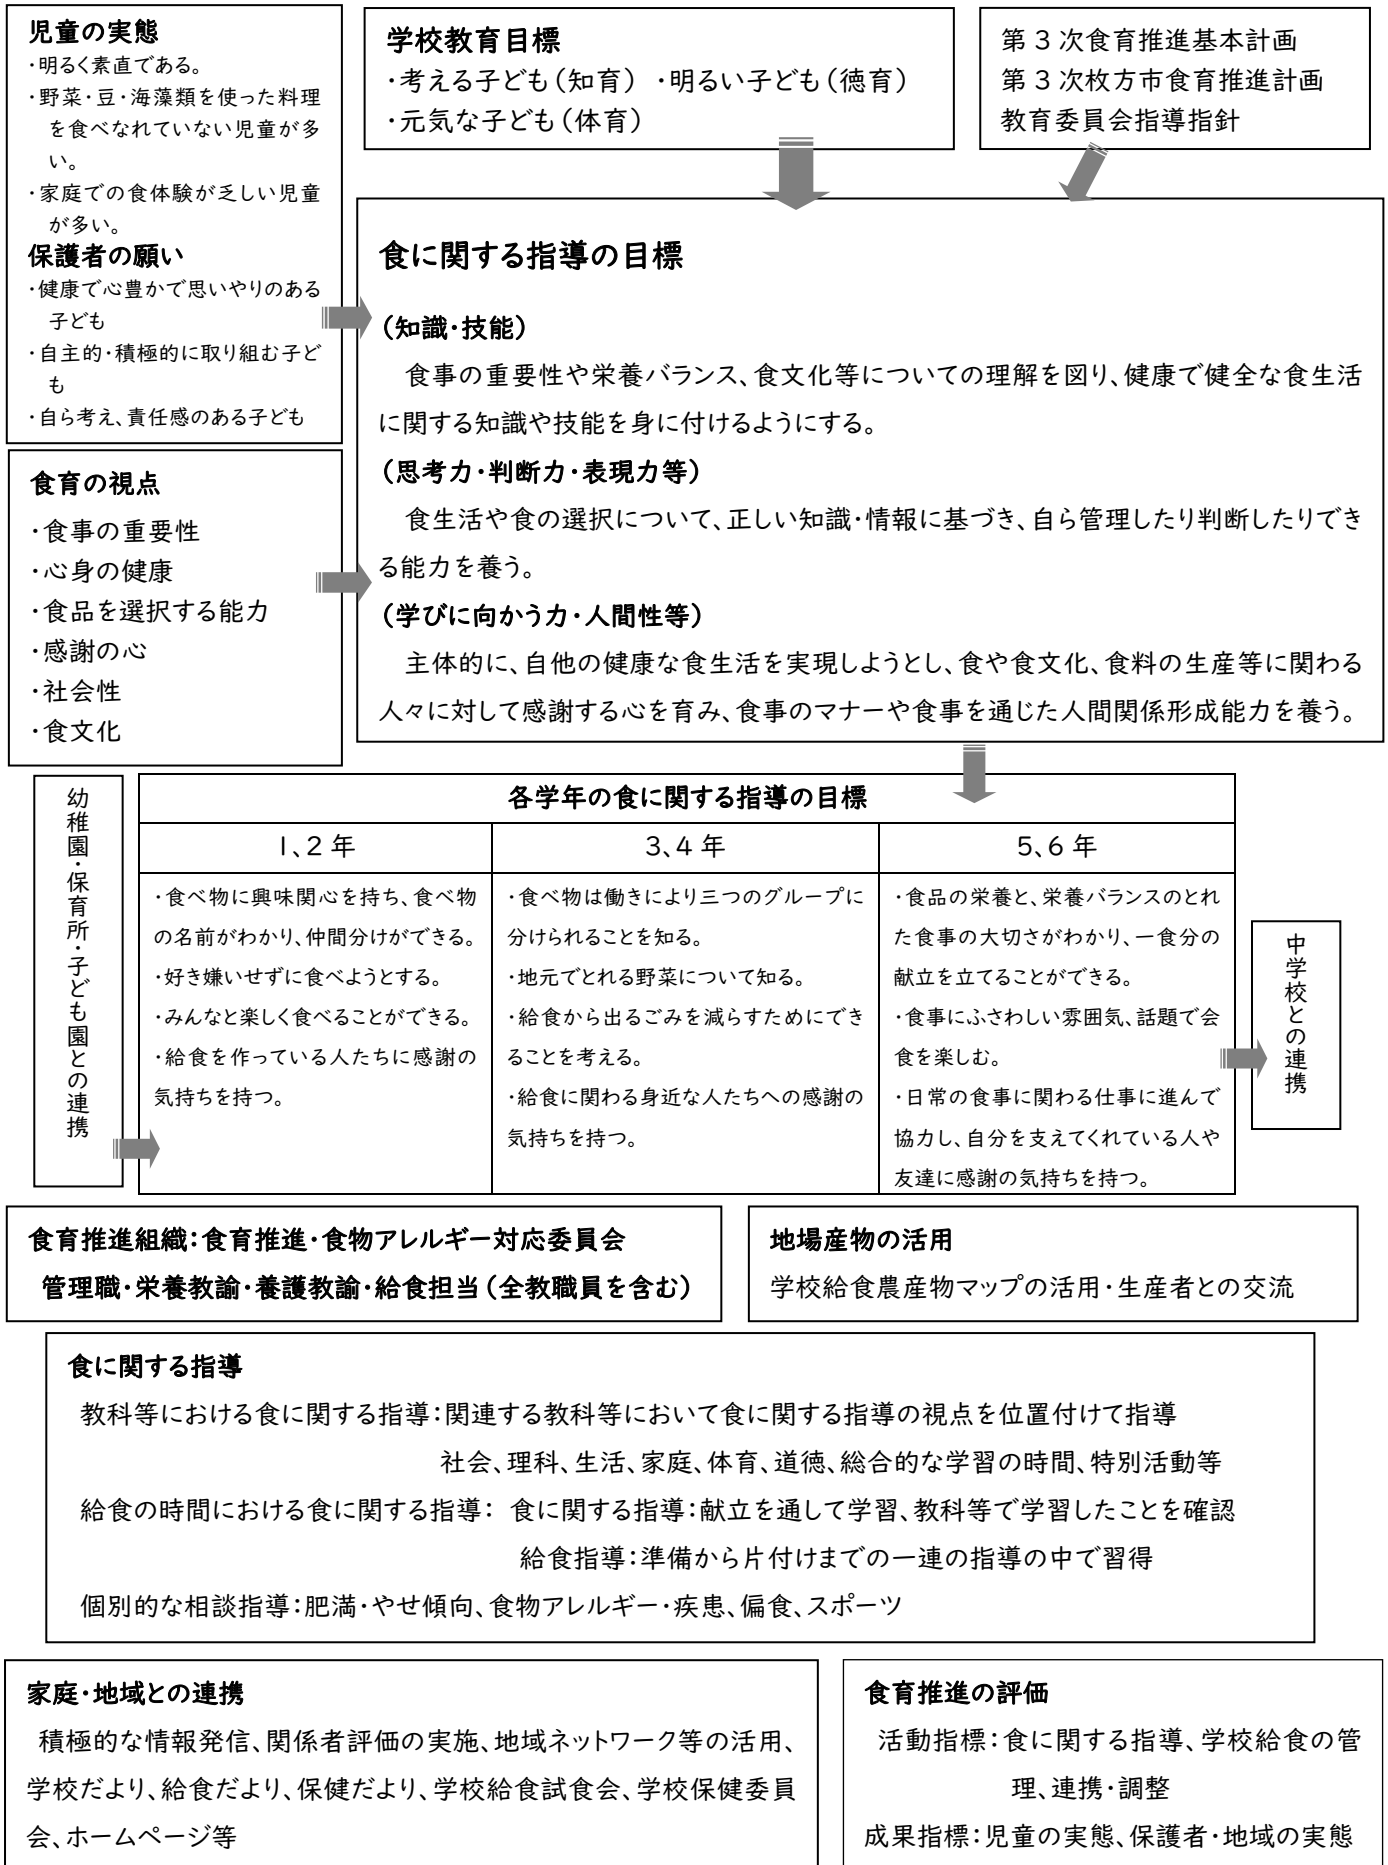 児童の実態
・明るく素直である。
・野菜・豆・海藻類を使った料理
を食べなれていない児童が多
い。
・家庭での食体験が乏しい児童
が多い。
保護者の願い
・健康で心豊かで思いやりのある
子ども
・自主的・積極的に取り組む子ど
も
・自ら考え、責任感のある子ども
学校教育目標
・考える子ども（知育）　・明るい子ども（徳育）
・元気な子ども（体育）
第３次食育推進基本計画
第３次枚方市食育推進計画
教育委員会指導指針
食育の視点
・食事の重要性
・心身の健康
・食品を選択する能力
・感謝の心
・社会性
・食文化
食に関する指導の目標
（知識・技能）
食事の重要性や栄養バランス、食文化等についての理解を図り、健康で健全な食生活
に関する知識や技能を身に付けるようにする。
（思考力・判断力・表現力等）
食生活や食の選択について、正しい知識・情報に基づき、自ら管理したり判断したりでき
る能力を養う。
（学びに向かう力・人間性等）
主体的に、自他の健康な食生活を実現しようとし、食や食文化、食料の生産等に関わる
人々に対して感謝する心を育み、食事のマナーや食事を通じた人間関係形成能力を養う。
幼稚園・保育所・子ども園との連携
各学年の食に関する指導の目標
１、２年
３、４年
５、６年
・食べ物に興味関心を持ち、食べ物
の名前がわかり、仲間分けができる。
・好き嫌いせずに食べようとする。
・みんなと楽しく食べることができる。
・給食を作っている人たちに感謝の
気持ちを持つ。
・食べ物は働きにより三つのグループに
分けられることを知る。
・地元でとれる野菜について知る。
・給食から出るごみを減らすためにでき
ることを考える。
・給食に関わる身近な人たちへの感謝の
気持ちを持つ。
・食品の栄養と、栄養バランスのとれ
た食事の大切さがわかり、一食分の
献立を立てることができる。
・食事にふさわしい雰囲気、話題で会
食を楽しむ。
・日常の食事に関わる仕事に進んで
協力し、自分を支えてくれている人や
友達に感謝の気持ちを持つ。
中学校との連携
食育推進組織：食育推進・食物アレルギー対応委員会
管理職・栄養教諭・養護教諭・給食担当（全教職員を含む）
地場産物の活用
学校給食農産物マップの活用・生産者との交流
食に関する指導
教科等における食に関する指導：関連する教科等において食に関する指導の視点を位置付けて指導
社会、理科、生活、家庭、体育、道徳、総合的な学習の時間、特別活動等
給食の時間における食に関する指導：　食に関する指導：献立を通して学習、教科等で学習したことを確認
給食指導：準備から片付けまでの一連の指導の中で習得
個別的な相談指導：肥満・やせ傾向、食物アレルギー・疾患、偏食、スポーツ
家庭・地域との連携
積極的な情報発信、関係者評価の実施、地域ネットワーク等の活用、
学校だより、給食だより、保健だより、学校給食試食会、学校保健委員
会、ホームページ等
食育推進の評価
活動指標：食に関する指導、学校給食の管
理、連携・調整
成果指標：児童の実態、保護者・地域の実態